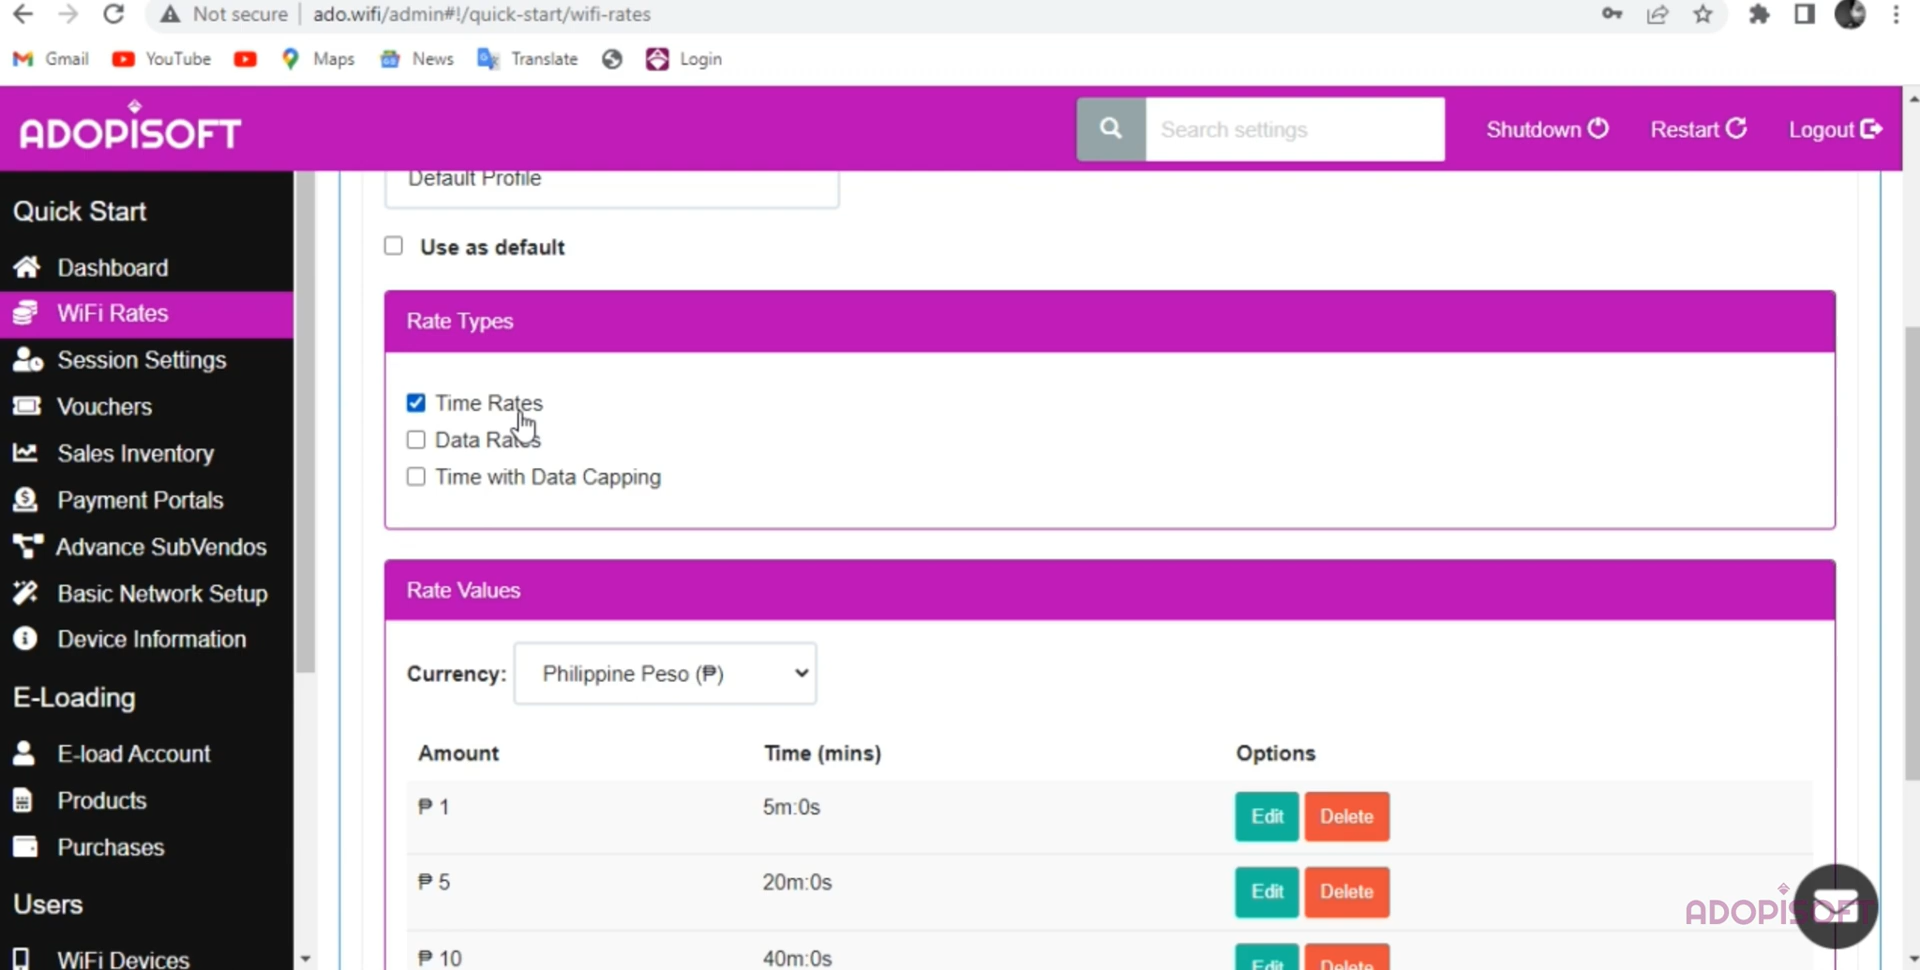 Not secure | ado.wifi/admin#!/quick-start/wifi-rates
Gmail YouTube Maps News Translate Login
ADOPISOFT
Search settings
Shutdown
Restart
Logout
Quick Start
Dashboard
WiFi Rates
Session Settings
Vouchers
Sales Inventory
Payment Portals
Advance SubVendos
Basic Network Setup
Device Information
E-Loading
E-load Account
Products
Purchases
Users
WiFi Devices
Default Profile
Use as default
Rate Types
Time Rates
Data Rates
Time with Data Capping
Rate Values
Currency: Philippine Peso (₱)
Amount Time (mins) Options
₱ 1 5m:0s Edit Delete
₱ 5 20m:0s Edit Delete
₱ 10 40m:0s Edit Delete
ADOPISOFT